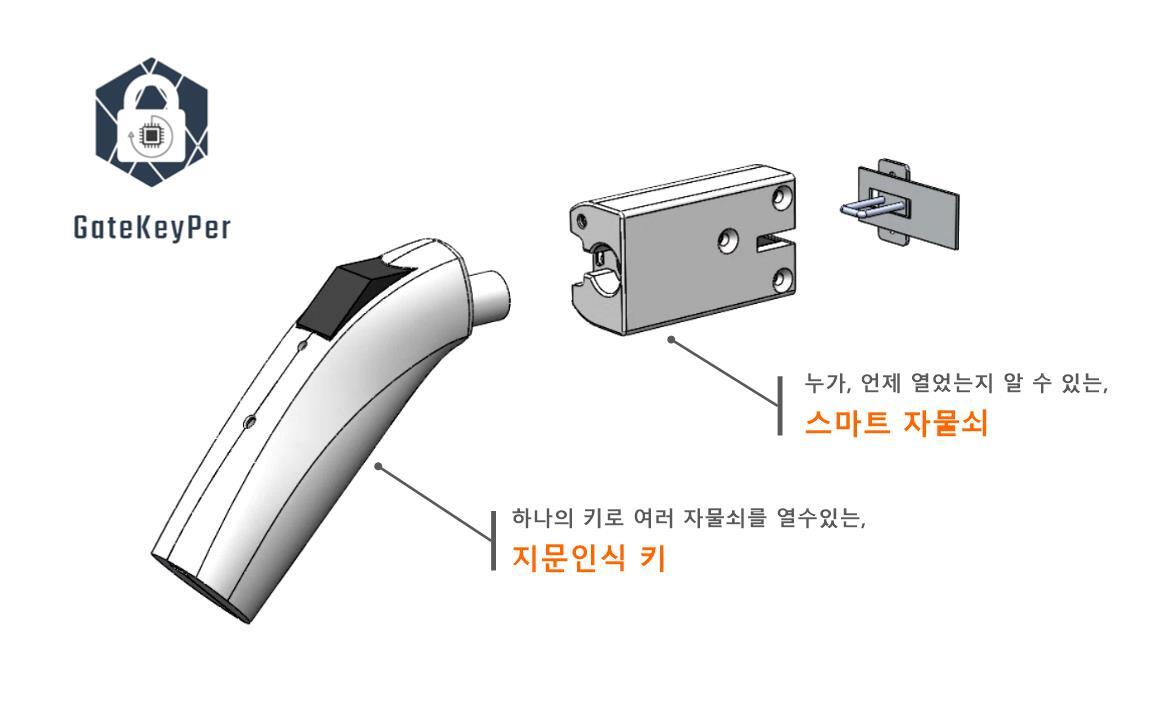 GateKeyPer
누가, 언제 열었는지 알 수 있는,
스마트 자물쇠
하나의 키로 여러 자물쇠를 열수있는,
지문인식 키